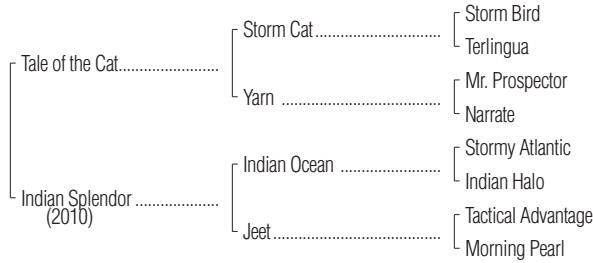 Storm Bird
Storm Cat........................................
Terlingua
Tale of the Cat.......................
Mr. Prospector
Yarn ........................................
Narrate
Stormy Atlantic
Indian Ocean .........................
Indian Halo
Indian Splendor ...................
(2010)
Tactical Advantage
Jeet..........................................
Morning Pearl